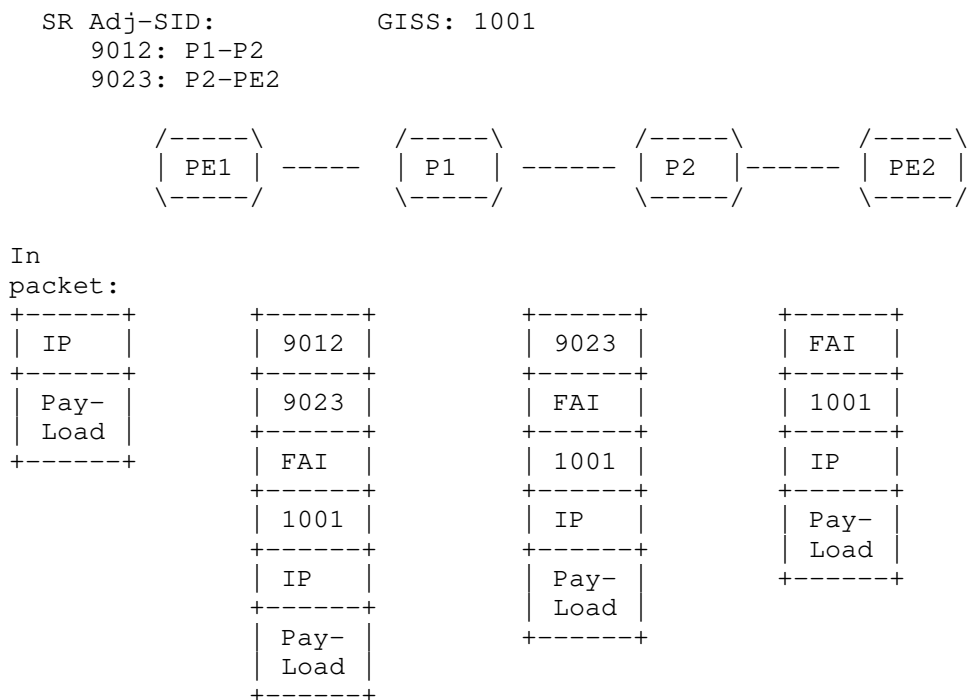 SR Adj-SID: GISS: 1001
9012: P1-P2
9023: P2-PE2
/-----\ /-----\ /-----\ /-----\
| PE1 | ----- | P1 | ------ | P2 |------ | PE2 |
\-----/ \-----/ \-----/ \-----/
In
packet:
+------+ +------+ +------+ +------+
| IP | | 9012 | | 9023 | | FAI |
+------+ +------+ +------+ +------+
| Pay- | | 9023 | | FAI | | 1001 |
| Load | +------+ +------+ +------+
+------+ | FAI | | 1001 | | IP |
+------+ +------+ +------+
| 1001 | | IP | | Pay- |
+------+ +------+ | Load |
| IP | | Pay- | +------+
+------+ | Load |
| Pay- | +------+
| Load |
+------+